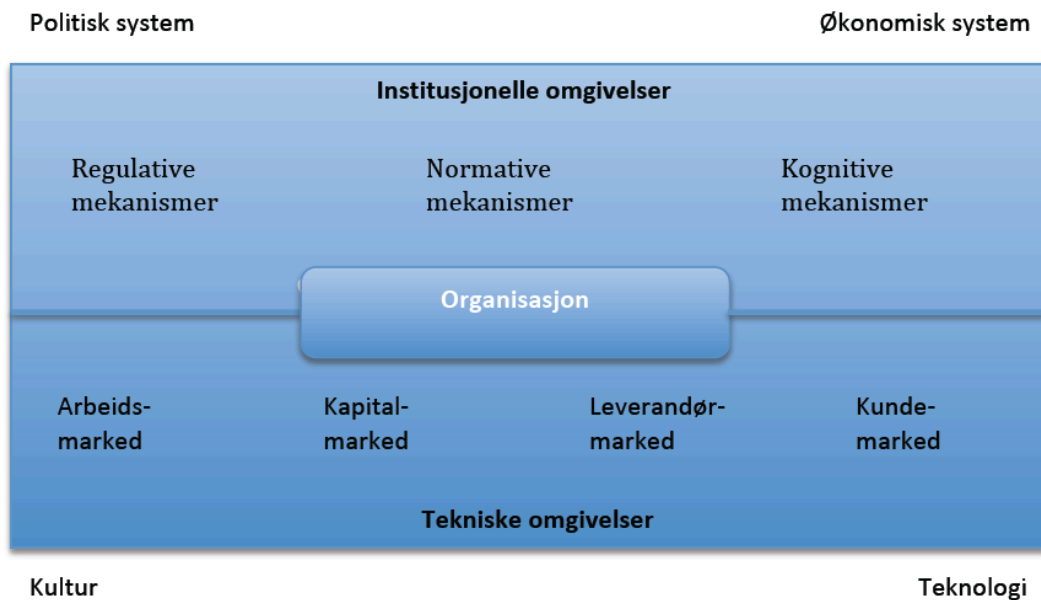 Politisk system
Økonomisk system
Institusjonelle omgivelser
Regulative
mekanismer
Normative
mekanismer
Kognitive
mekanismer
Organisasjon
Arbeids-
marked
Kapital-
marked
Leverandør-
marked
Kunde-
marked
Tekniske omgivelser
Kultur
Teknologi